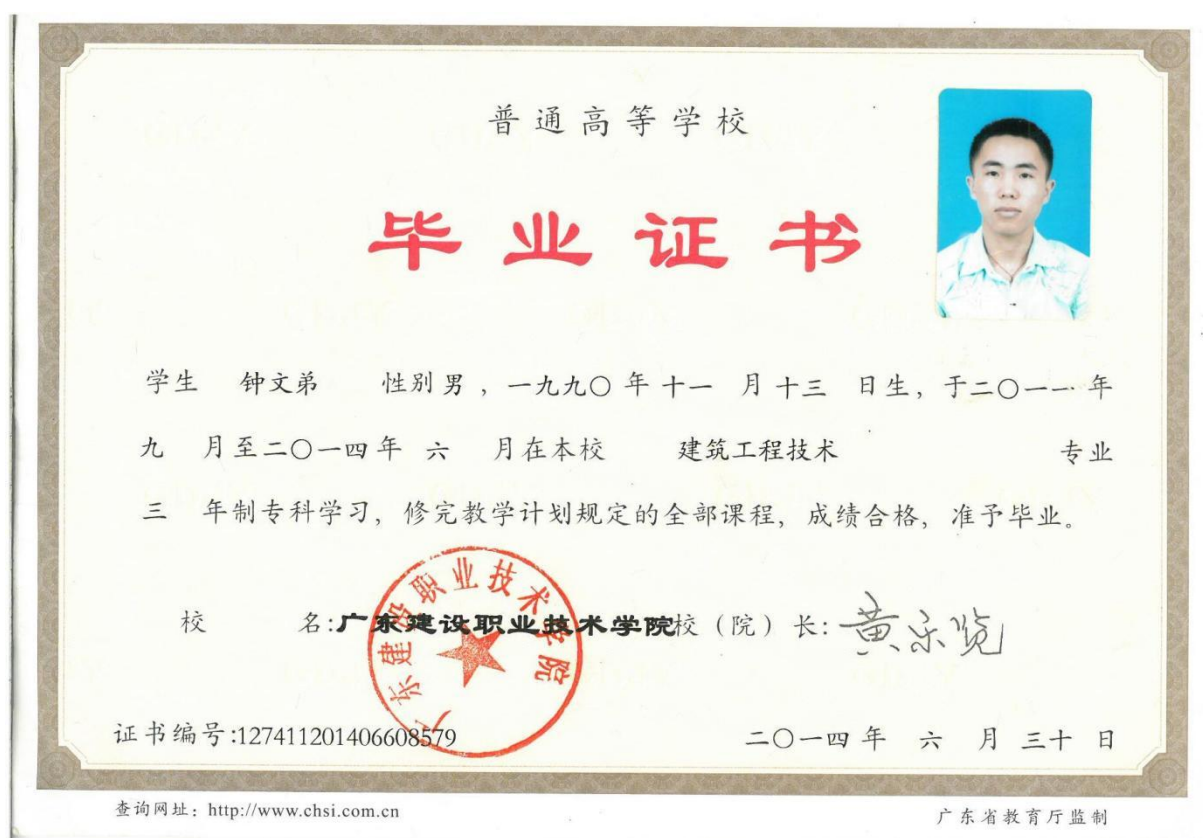 普通高等学校
毕业证书
学生 钟文弟 性别 男 ，一九九〇 年 十一 月 十三 日生，于二〇一一 年
九 月至二〇一四年 六 月在本校 建筑工程技术 专业
三 年制专科学习，修完教学计划规定的全部课程，成绩合格，准予毕业。
广东建设职业技术学院
校 名:广东建设职业技术学院校（院）长:黄乐览
证书编号:127411201406608579 二〇一四 年 六 月 三十 日
查询网址：http://www.chsi.com.cn 广东省教育厅监制